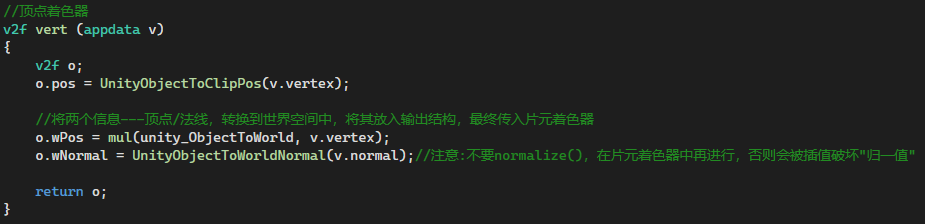 //顶点着色器
v2f vert (appdata v)
{
    v2f o;
    o.pos = UnityObjectToClipPos(v.vertex);

    //将两个信息---顶点/法线，转换到世界空间中，将其放入输出结构，最终传入片元着色器
    o.wPos = mul(unity_ObjectToWorld, v.vertex);
    o.wNormal = UnityObjectToWorldNormal(v.normal);//注意:不要normalize()，在片元着色器中再进行，否则会被插值破坏"归一值"

    return o;
}